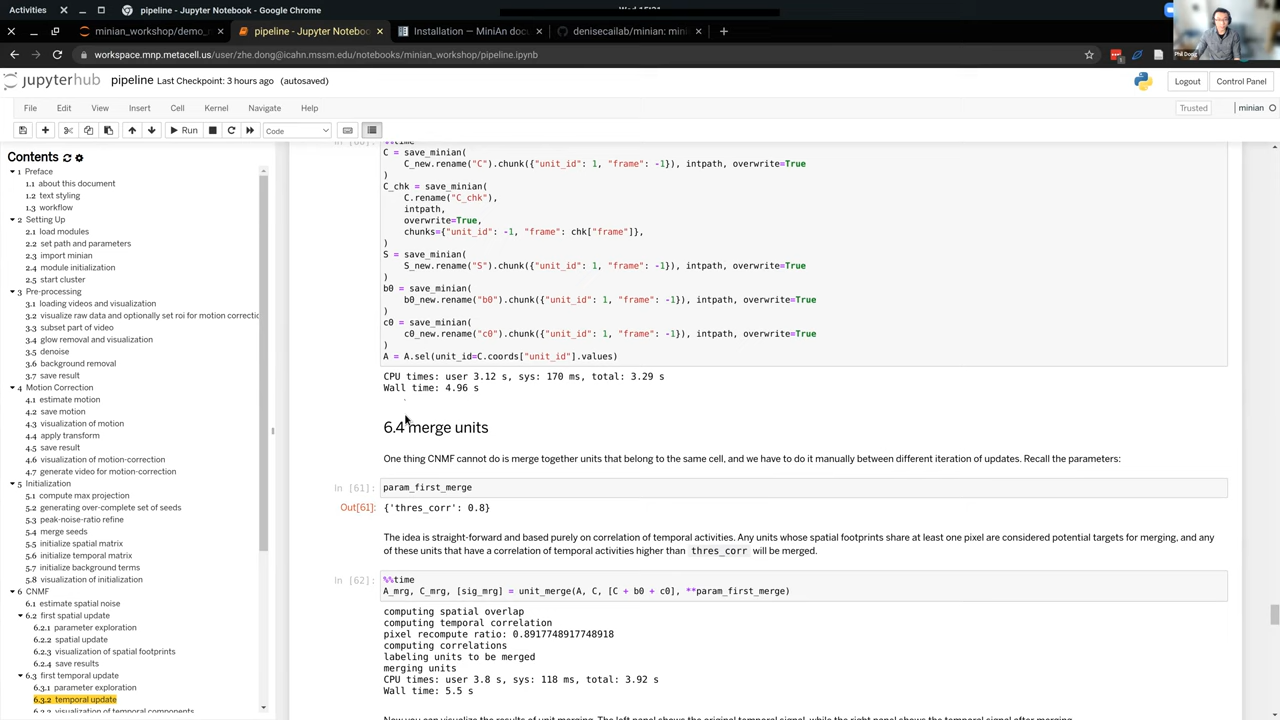 Activities
pipeline - Jupyter Notebook - Google Chrome
minian_workshop/demo_r
pipeline - Jupyter Notebo
Installation — MiniAn docu
denisecailab/minian: mini
workspace.mnp.metacell.us/user/zhe.dong@icahn.mssm.edu/notebooks/minian_workshop/pipeline.ipynb
Phil Dong
jupyterhub pipeline Last Checkpoint: 3 hours ago (autosaved)
Logout
Control Panel
File Edit View Insert Cell Kernel Navigate Help
Trusted
minian
Run
Code
Contents
1 Preface
1.1 about this document
1.2 text styling
1.3 workflow
2 Setting Up
2.1 load modules
2.2 set path and parameters
2.3 import minian
2.4 module initialization
2.5 start cluster
3 Pre-processing
3.1 loading videos and visualization
3.2 visualize raw data and optionally set roi for motion correctio
3.3 subset part of video
3.4 glow removal and visualization
3.5 denoise
3.6 background removal
3.7 save result
4 Motion Correction
4.1 estimate motion
4.2 save motion
4.3 visualization of motion
4.4 apply transform
4.5 save result
4.6 visualization of motion-correction
4.7 generate video for motion-correction
5 Initialization
5.1 compute max projection
5.2 generating over-complete set of seeds
5.3 peak-noise-ratio refine
5.4 merge seeds
5.5 initialize spatial matrix
5.6 initialize temporal matrix
5.7 initialize background terms
5.8 visualization of initialization
6 CNMF
6.1 estimate spatial noise
6.2 first spatial update
6.2.1 parameter exploration
6.2.2 spatial update
6.2.3 visualization of spatial footprints
6.2.4 save results
6.3 first temporal update
6.3.1 parameter exploration
6.3.2 temporal update
%%time
C = save_minian(
C_new.rename("C").chunk({"unit_id": 1, "frame": -1}), intpath, overwrite=True
)
C_chk = save_minian(
C.rename("C_chk"),
intpath,
overwrite=True,
chunks={"unit_id": -1, "frame": chk["frame"]},
)
S = save_minian(
S_new.rename("S").chunk({"unit_id": 1, "frame": -1}), intpath, overwrite=True
)
b0 = save_minian(
b0_new.rename("b0").chunk({"unit_id": 1, "frame": -1}), intpath, overwrite=True
)
c0 = save_minian(
c0_new.rename("c0").chunk({"unit_id": 1, "frame": -1}), intpath, overwrite=True
)
A = A.sel(unit_id=C.coords["unit_id"].values)
CPU times: user 3.12 s, sys: 170 ms, total: 3.29 s
Wall time: 4.96 s
6.4 merge units
One thing CNMF cannot do is merge together units that belong to the same cell, and we have to do it manually between different iteration of updates. Recall the parameters:
In [61]: param_first_merge
Out[61]: {'thres_corr': 0.8}
The idea is straight-forward and based purely on correlation of temporal activities. Any units whose spatial footprints share at least one pixel are considered potential targets for merging, and any
of these units that have a correlation of temporal activities higher than thres_corr will be merged.
In [62]: %%time
A_mrg, C_mrg, [sig_mrg] = unit_merge(A, C, [C + b0 + c0], **param_first_merge)
computing spatial overlap
computing temporal correlation
pixel recompute ratio: 0.8917748917748918
computing correlations
labeling units to be merged
merging units
CPU times: user 3.8 s, sys: 118 ms, total: 3.92 s
Wall time: 5.5 s